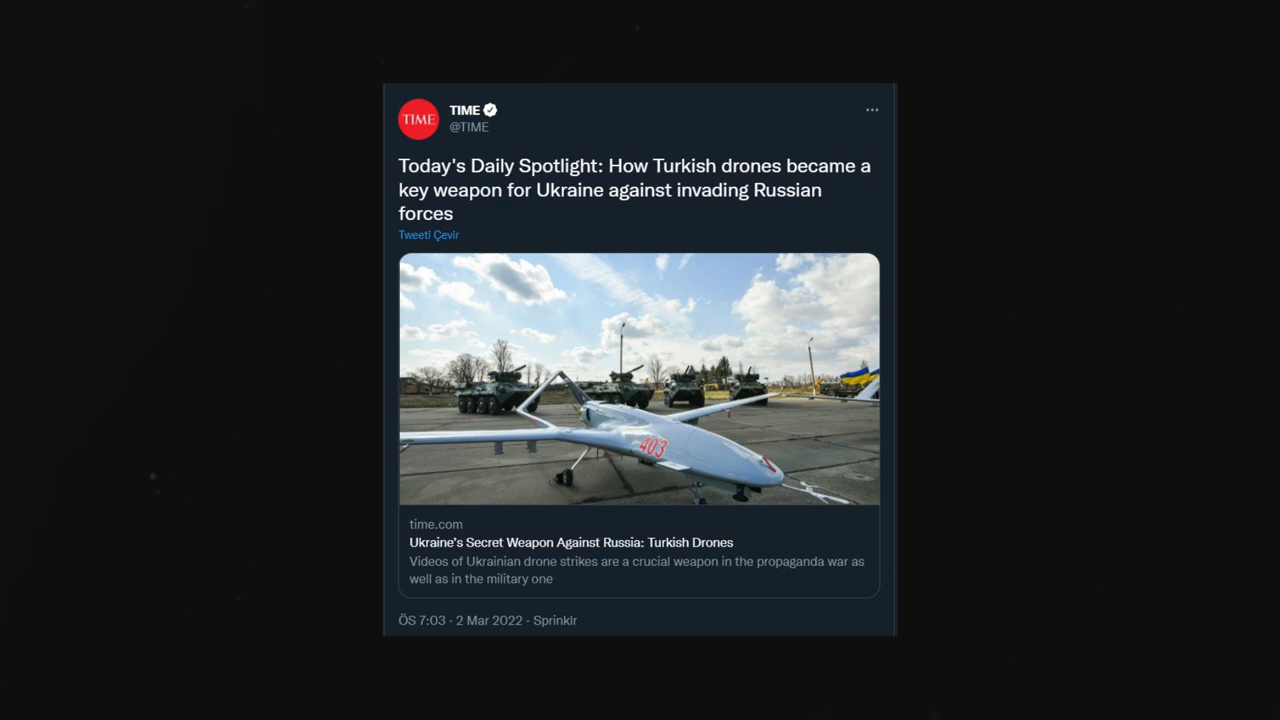 TIME
TIME
@TIME
Today's Daily Spotlight: How Turkish drones became a
key weapon for Ukraine against invading Russian
forces
Tweeti Çevir
403
time.com
Ukraine's Secret Weapon Against Russia: Turkish Drones
Videos of Ukrainian drone strikes are a crucial weapon in the propaganda war as
well as in the military one
ÖS 7:03 · 2 Mar 2022 · Sprinklr